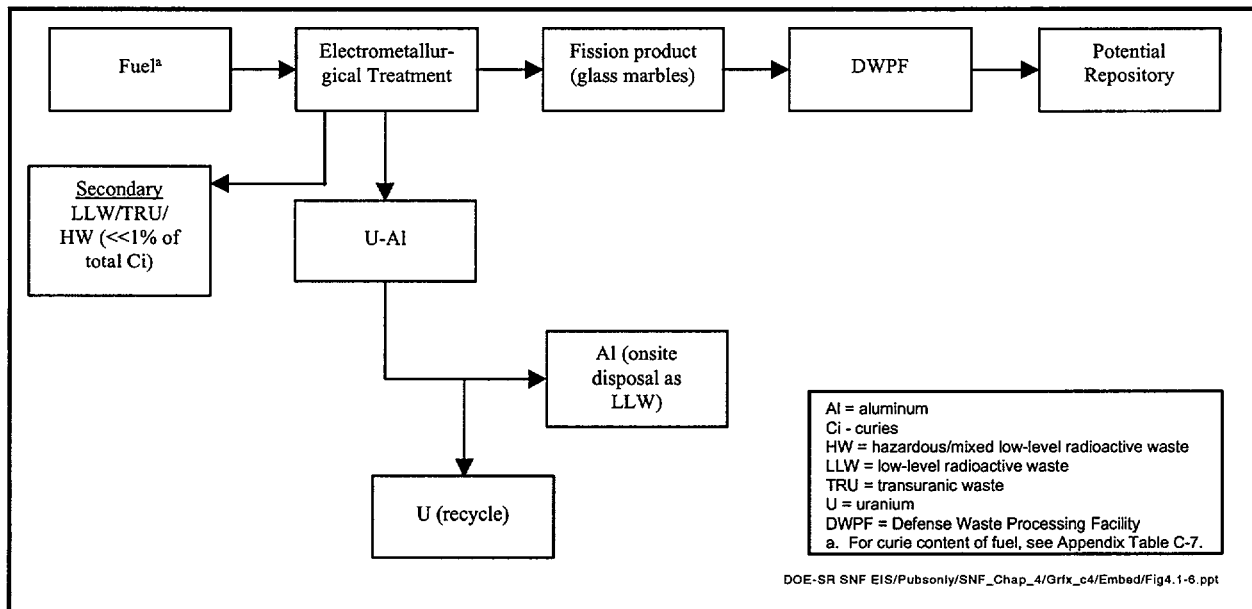 Fuelᵃ
Electrometallur-
gical Treatment
Fission product
(glass marbles)
DWPF
Potential
Repository
Secondary
LLW/TRU/
HW (<<1% of
total Ci)
U-Al
Al (onsite
disposal as
LLW)
U (recycle)
Al = aluminum
Ci - curies
HW = hazardous/mixed low-level radioactive waste
LLW = low-level radioactive waste
TRU = transuranic waste
U = uranium
DWPF = Defense Waste Processing Facility
a. For curie content of fuel, see Appendix Table C-7.
DOE-SR SNF EIS/Pubsonly/SNF_Chap_4/Grfx_c4/Embed/Fig4.1-6.ppt